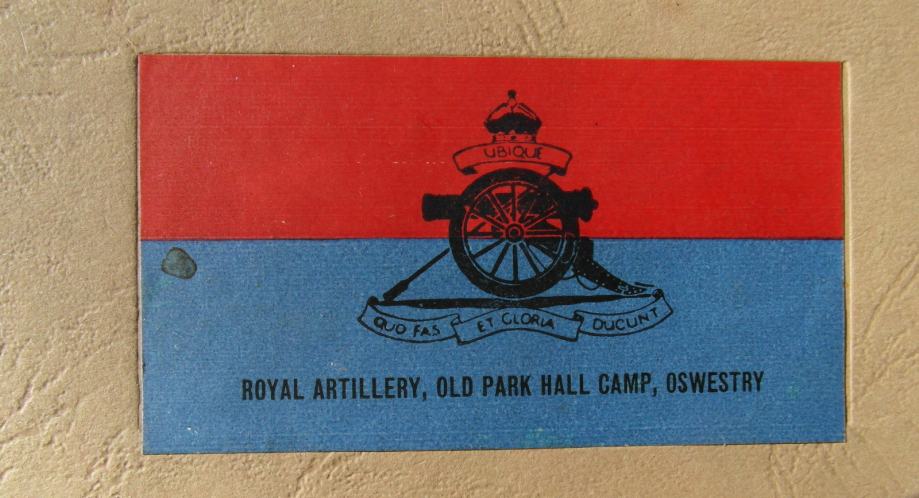 UBIQUE
QUO FAS ET GLORIA DUCUNT
ROYAL ARTILLERY, OLD PARK HALL CAMP, OSWESTRY